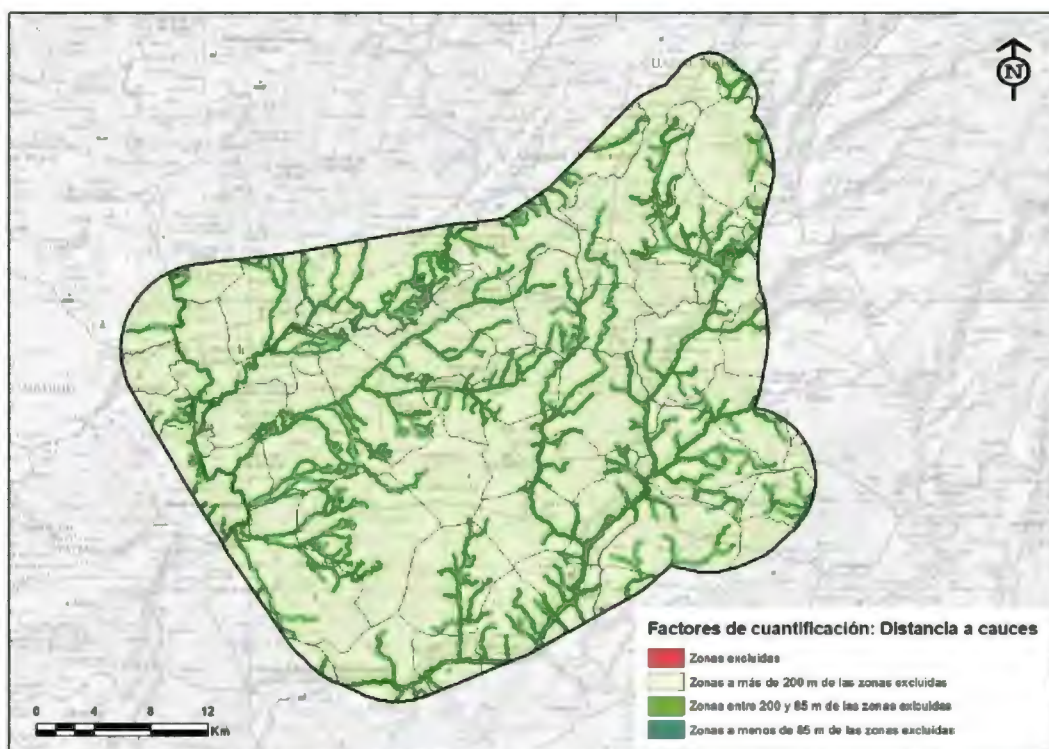 N
Factores de cuantificación: Distancia a cauces
Zonas excluidas
Zonas a más de 200 m de las zonas excluidas
Zonas entre 200 y 85 m de las zonas exlcuidas
Zonas a menos de 85 m de las zonas excluidas
0 4 8 12
Km